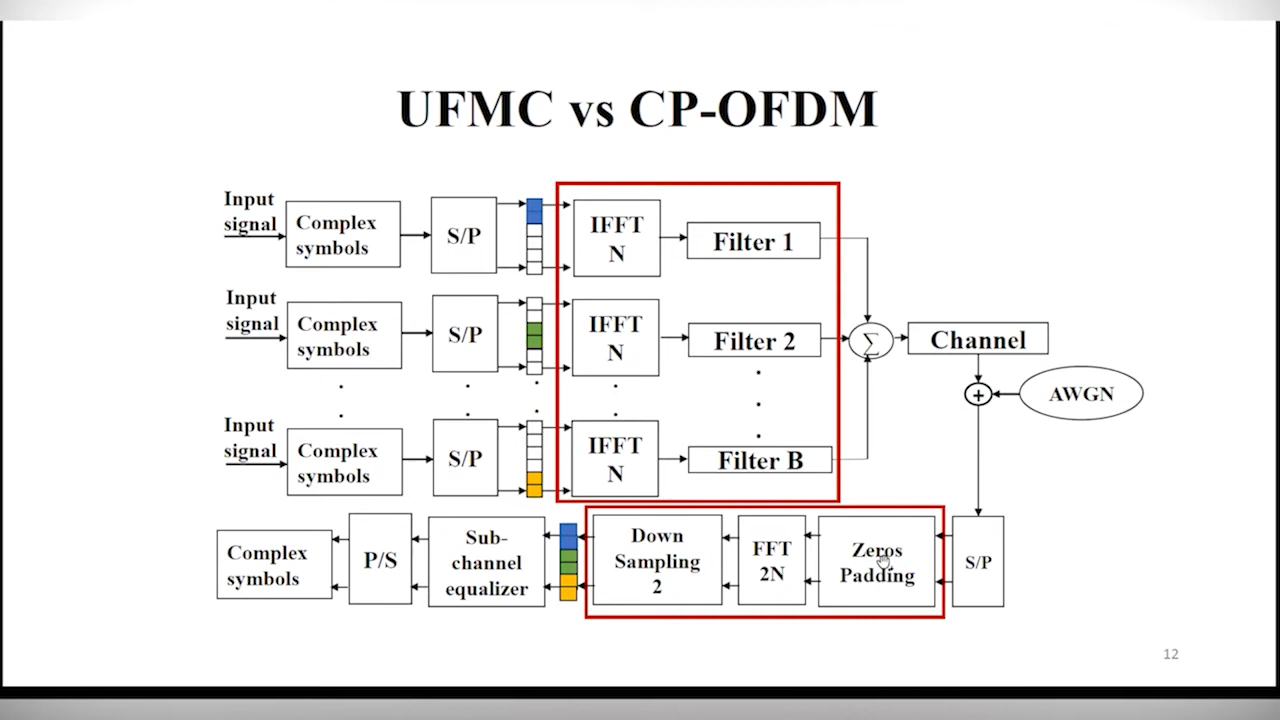 UFMC vs CP-OFDM
Input
signal
Complex
symbols
S/P
IFFT
N
Filter 1
Input
signal
Complex
symbols
S/P
IFFT
N
Filter 2
∑
Channel
+
AWGN
Input
signal
Complex
symbols
S/P
IFFT
N
Filter B
Complex
symbols
P/S
Sub-
channel
equalizer
Down
Sampling
2
FFT
2N
Zeros
Padding
S/P
12